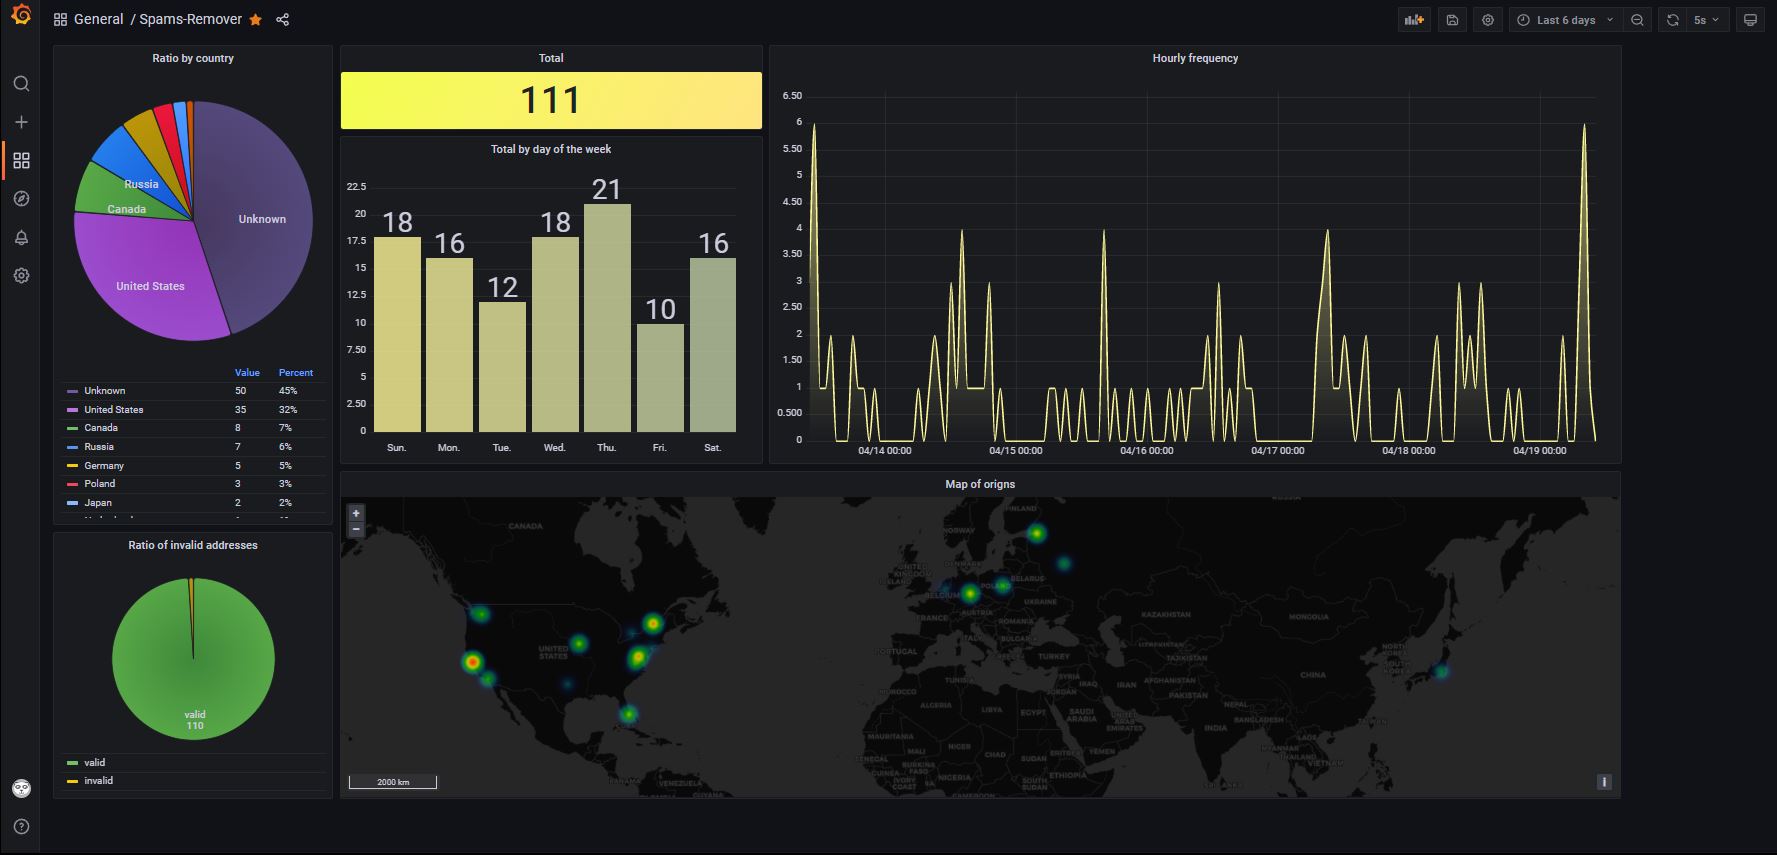 General / Spams-Remover
Last 6 days
5s
Ratio by country
Unknown
United States
Canada
Russia
Value Percent
Unknown 50 45%
United States 35 32%
Canada 8 7%
Russia 7 6%
Germany 5 5%
Poland 3 3%
Japan 2 2%
Total
111
Total by day of the week
22.5
20
17.5
15
12.5
10
7.50
5
2.50
0
18
16
12
18
21
10
16
Sun. Mon. Tue. Wed. Thu. Fri. Sat.
Hourly frequency
6.50
6
5.50
5
4.50
4
3.50
3
2.50
2
1.50
1
0.500
0
04/14 00:00 04/15 00:00 04/16 00:00 04/17 00:00 04/18 00:00 04/19 00:00
Ratio of invalid addresses
valid
110
valid
invalid
Map of orígns
+
−
CANADA
UNITED
STATES
FINLAND
NORWAY
DENMARK
UNITED
KINGDOM
BELARUS
BELGIUM
UKRAINE
AUSTRIA
FRANCE
ROMANIA
BULGARIA
PORTUGAL
TURKEY
KAZAKHSTAN
MONGOLIA
UZBEKISTAN
TAJIKISTAN
NORTH
KOREA
SOUTH
KOREA
CHINA
SYRIA
IRAQ
IRAN
AFGHANISTAN
JORDAN
PAKISTAN
MOROCCO
TUNISIA
ALGERIA
LIBYA
EGYPT
SAUDI
ARABIA
UNITED
ARAB
EMIRATES
NEPAL
BANGLADESH
INDIA
TAIWAN
MYANMAR
LAOS
THAILAND
VIETNAM
MAURITANIA
MALI
NIGER
CHAD
SUDAN
ERITREA
YEMEN
SENEGAL
GUINEA
BURKINA
FASO
IVORY
COAST
NIGERIA
SOUTH
SUDAN
ETHIOPIA
CAMEROON
SRI LANKA
PANAMA
VENEZUELA
GUYANA
2000 km
i